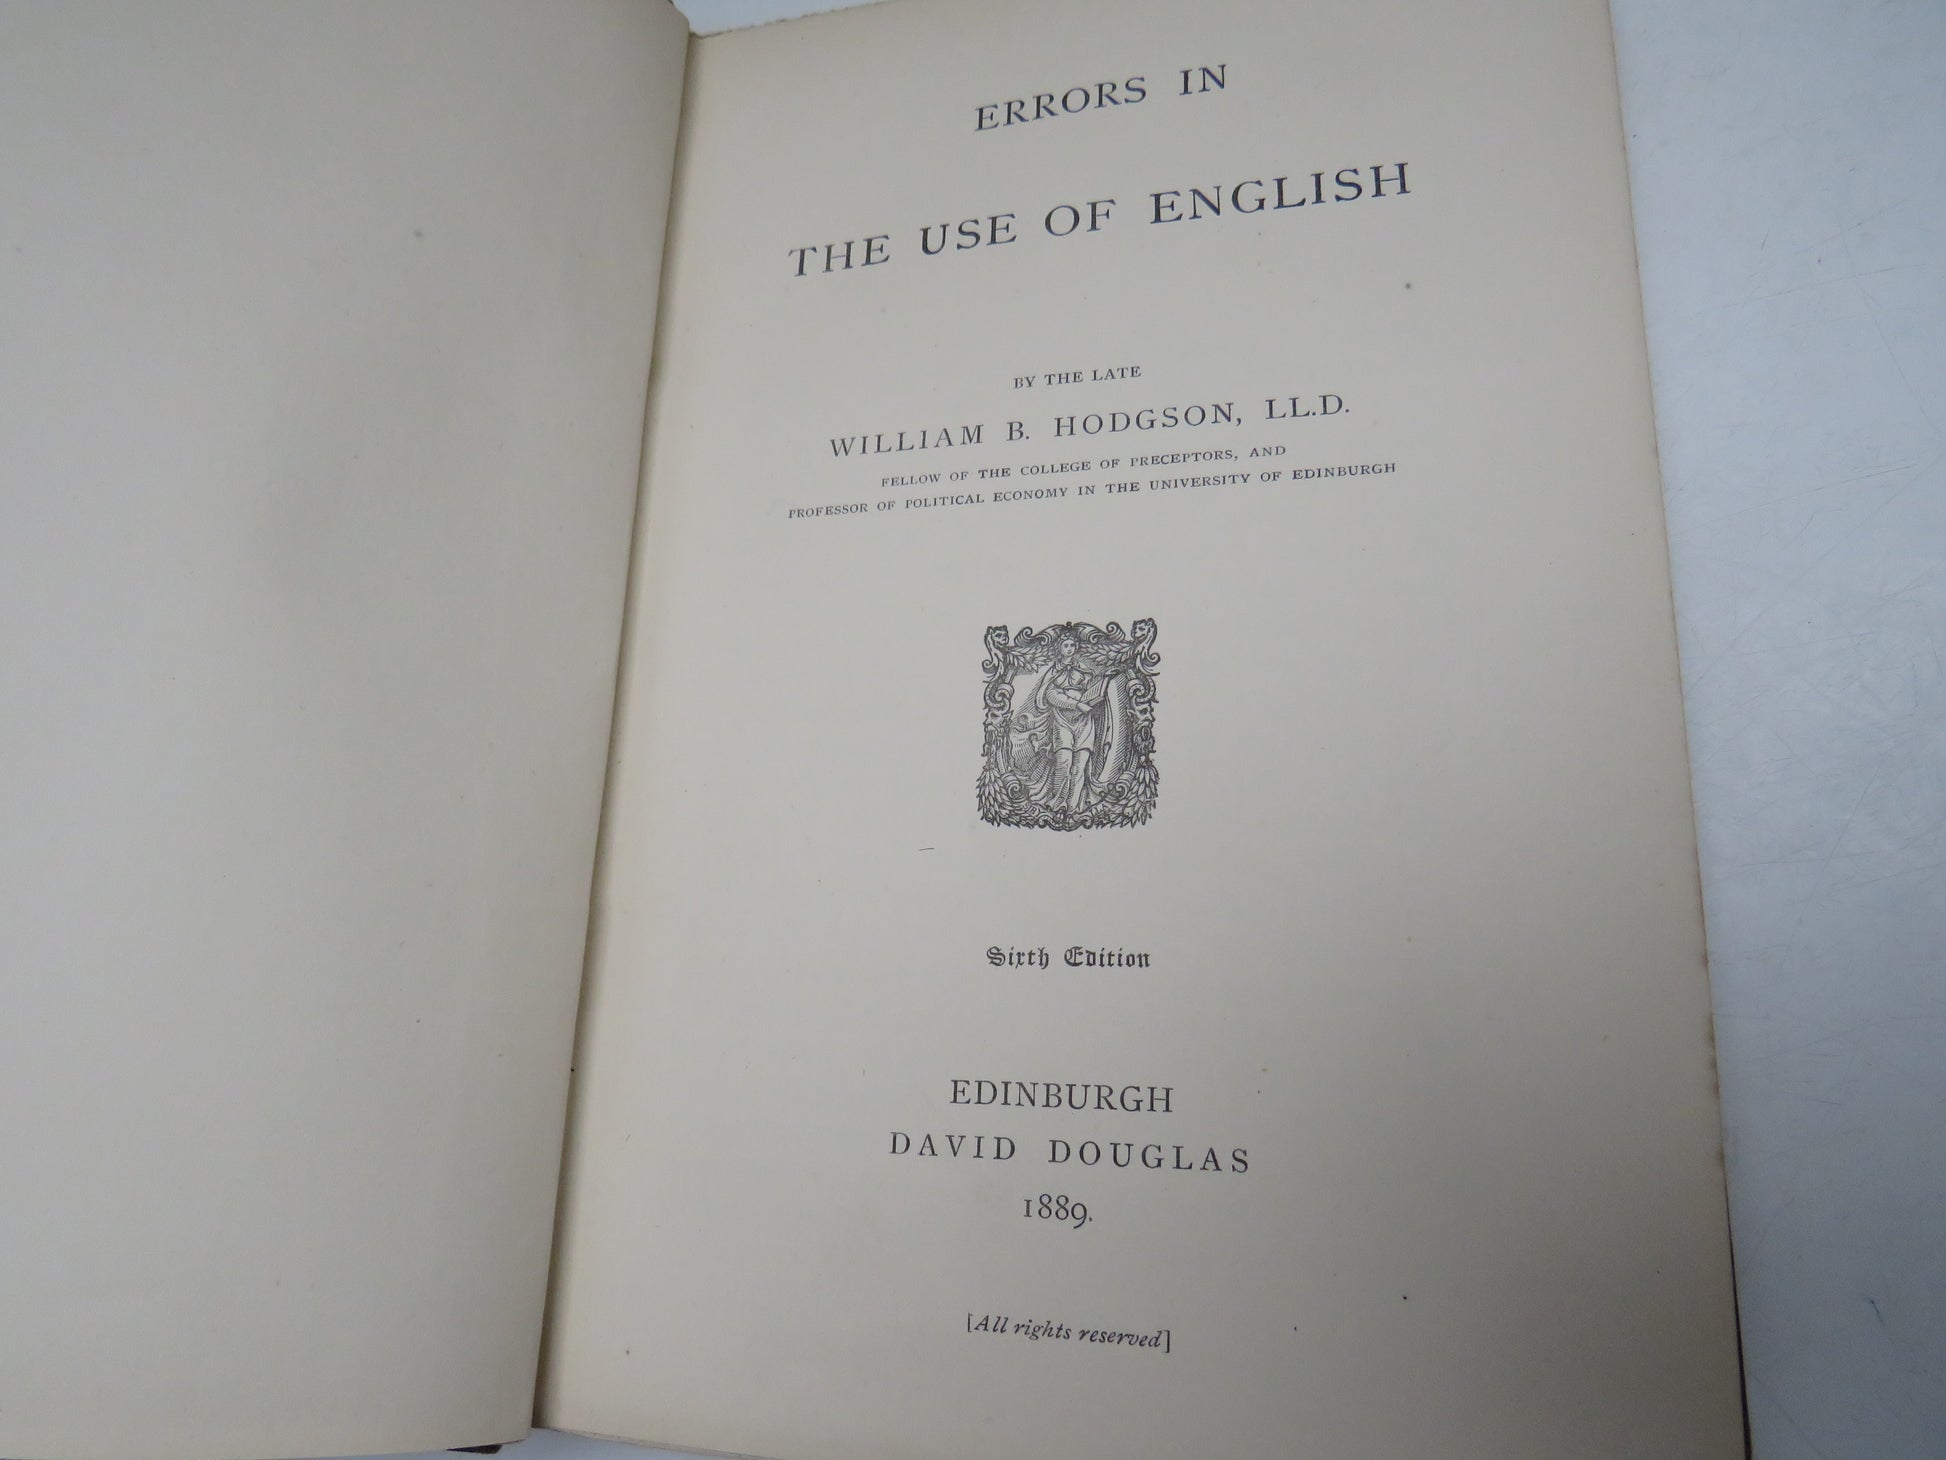 ERRORS IN
THE USE OF ENGLISH
BY THE LATE
WILLIAM B. HODGSON, LL.D.
FELLOW OF THE COLLEGE OF PRECEPTORS, AND
PROFESSOR OF POLITICAL ECONOMY IN THE UNIVERSITY OF EDINBURGH
Sixth Edition
EDINBURGH
DAVID DOUGLAS
1889.
[All rights reserved]